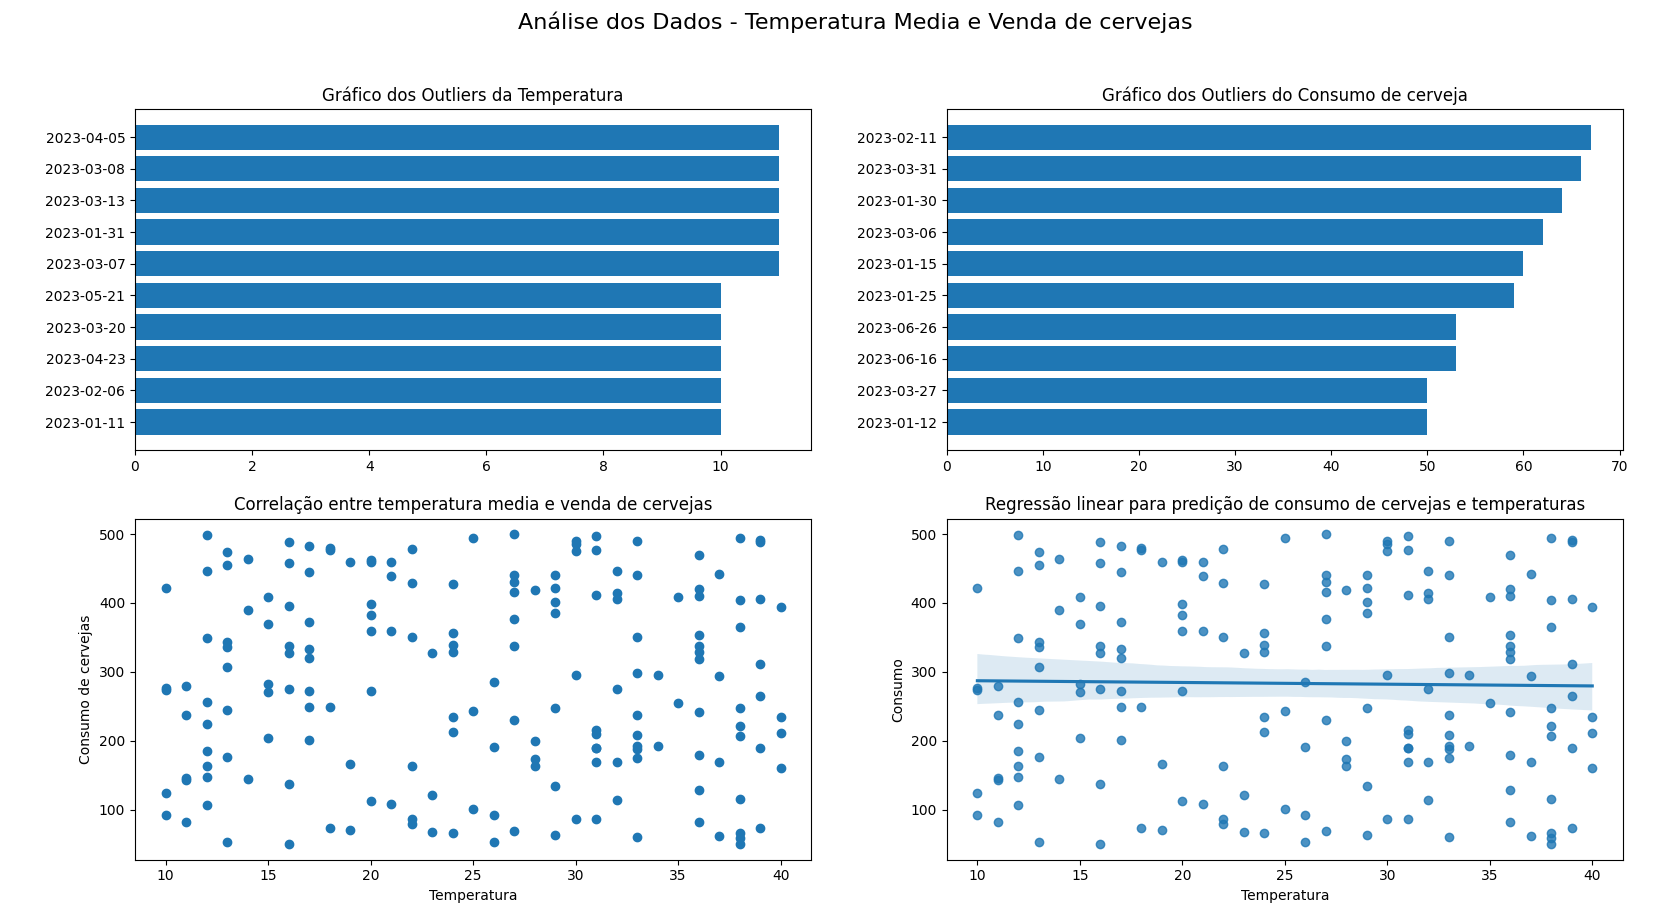 Análise dos Dados - Temperatura Media e Venda de cervejas
Gráfico dos Outliers da Temperatura
2023-04-05
2023-03-08
2023-03-13
2023-01-31
2023-03-07
2023-05-21
2023-03-20
2023-04-23
2023-02-06
2023-01-11
0 2 4 6 8 10
Gráfico dos Outliers do Consumo de cerveja
2023-02-11
2023-03-31
2023-01-30
2023-03-06
2023-01-15
2023-01-25
2023-06-26
2023-06-16
2023-03-27
2023-01-12
0 10 20 30 40 50 60 70
Correlação entre temperatura media e venda de cervejas
Consumo de cervejas
500
400
300
200
100
10 15 20 25 30 35 40
Temperatura
Regressão linear para predição de consumo de cervejas e temperaturas
Consumo
500
400
300
200
100
10 15 20 25 30 35 40
Temperatura